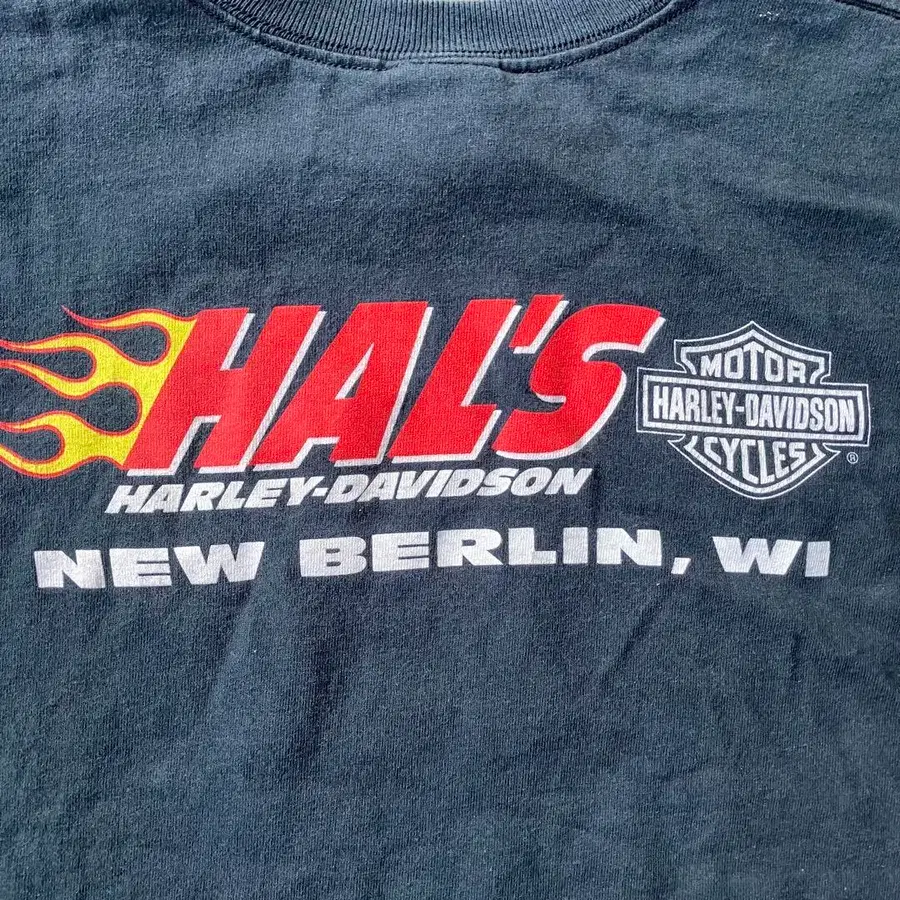 HAL'S
HARLEY-DAVIDSON
NEW BERLIN, WI
MOTOR
HARLEY-DAVIDSON
CYCLES
®